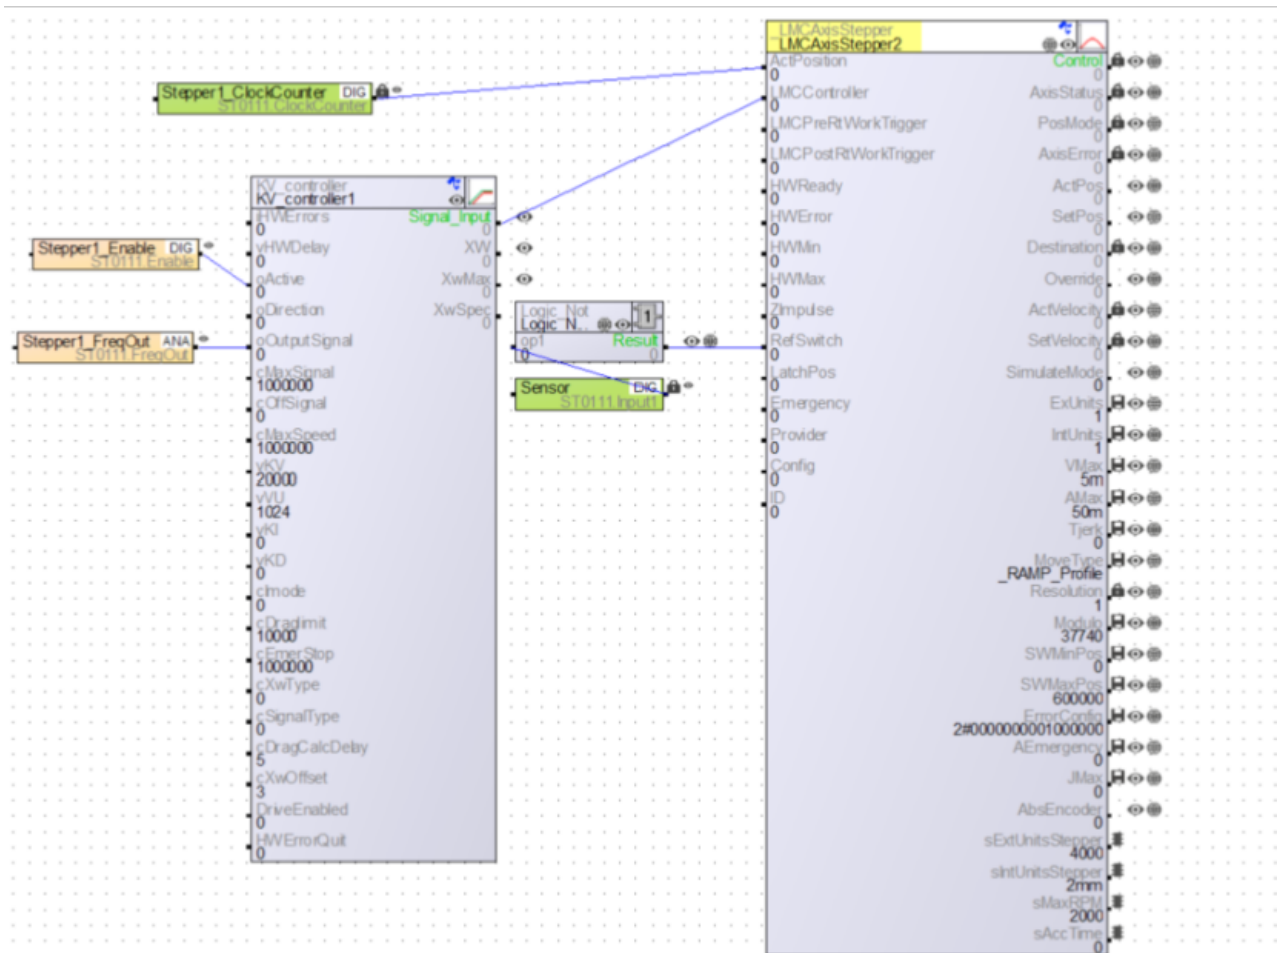 _LMCAxisStepper
_LMCAxisStepper2
ActPosition
0
Control
0
LMCController
0
AxisStatus
0
LMCPreRtWorkTrigger
0
PosMode
0
LMCPostRtWorkTrigger
0
AxisError
0
HWReady
0
ActPos
0
HWError
0
SetPos
0
HWMin
0
Destination
0
HWMax
0
Override
0
ZImpulse
0
ActVelocity
0
RefSwitch
0
SetVelocity
0
LatchPos
0
SimulateMode
0
Emergency
0
ExUnits
1
Provider
0
IntUnits
1
Config
0
VMax
5m
ID
0
AMax
50m
Tjerk
0
MoveType
_RAMP_Profile
Resolution
1
Modulo
37740
SWMinPos
0
SWMaxPos
600000
ErrorConfig
2#0000000001000000
AEmergency
0
JMax
0
AbsEncoder
0
sExtUnitsStepper
4000
sIntUnitsStepper
2mm
sMaxRPM
2000
sAccTime
0
Stepper1_ClockCounter DIG
ST0111.ClockCounter
KV_controller
KV_controller1
iHWErrors
0
Signal_Input
0
vHWDelay
0
XW
0
oActive
0
XwMax
0
oDirection
0
XwSpec
0
oOutputSignal
0
cMaxSignal
1000000
cOffSignal
0
cMaxSpeed
1000000
vKV
20000
vVU
1024
vKI
0
vKD
0
cImode
0
cDraglimit
10000
cEmerStop
1000000
cXwType
0
cSignalType
0
cDragCalcDelay
5
cXwOffset
3
DriveEnabled
0
HWErrorQuit
0
Stepper1_Enable DIG
ST0111.Enable
Stepper1_FreqOut ANA
ST0111.FreqOut
Logic_Not
Logic_N...
1
op1
0
Result
0
Sensor DIG
ST0111.Input1